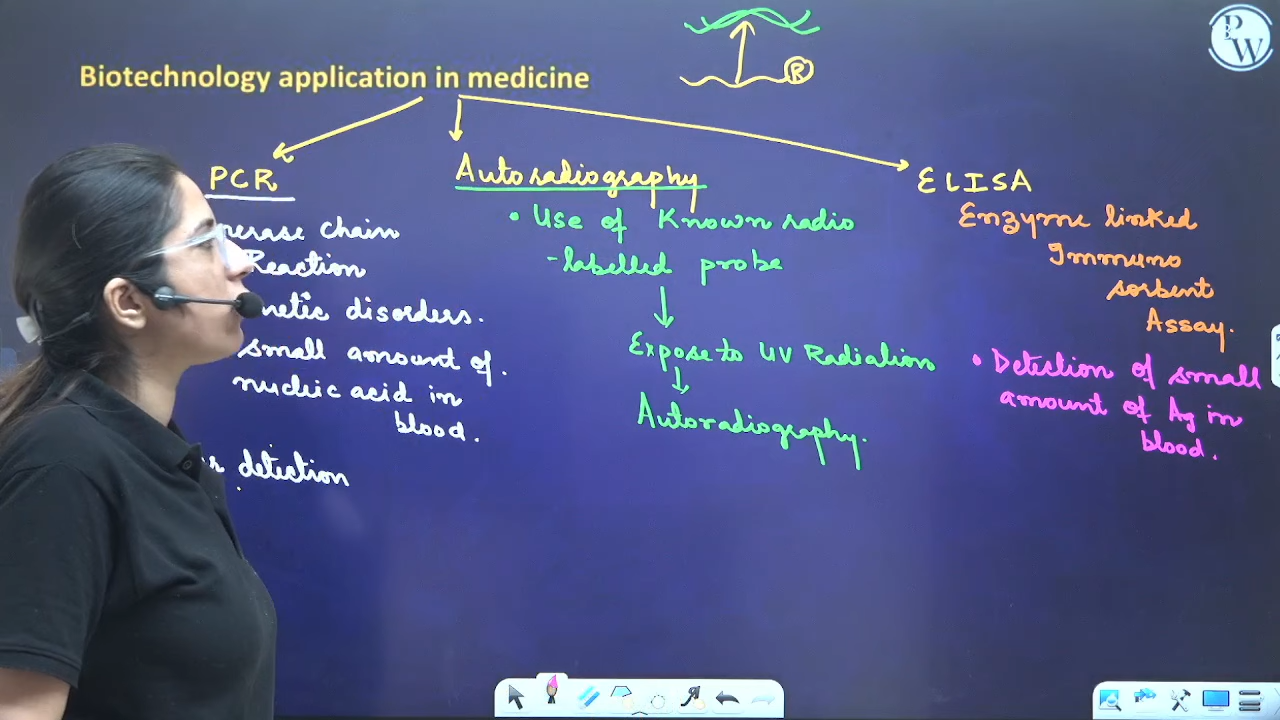 PW
Biotechnology application in medicine
R
PCR
merase chain
Reaction
netic disorders.
small amount of.
nucleic acid in
blood.
r detection
Autoradiography
• Use of Known radio
-labelled probe
Expose to UV Radiation
Autoradiography.
ELISA
Enzyme linked
Immuno
sorbent
Assay.
• Detection of small
amount of Ag in
blood.